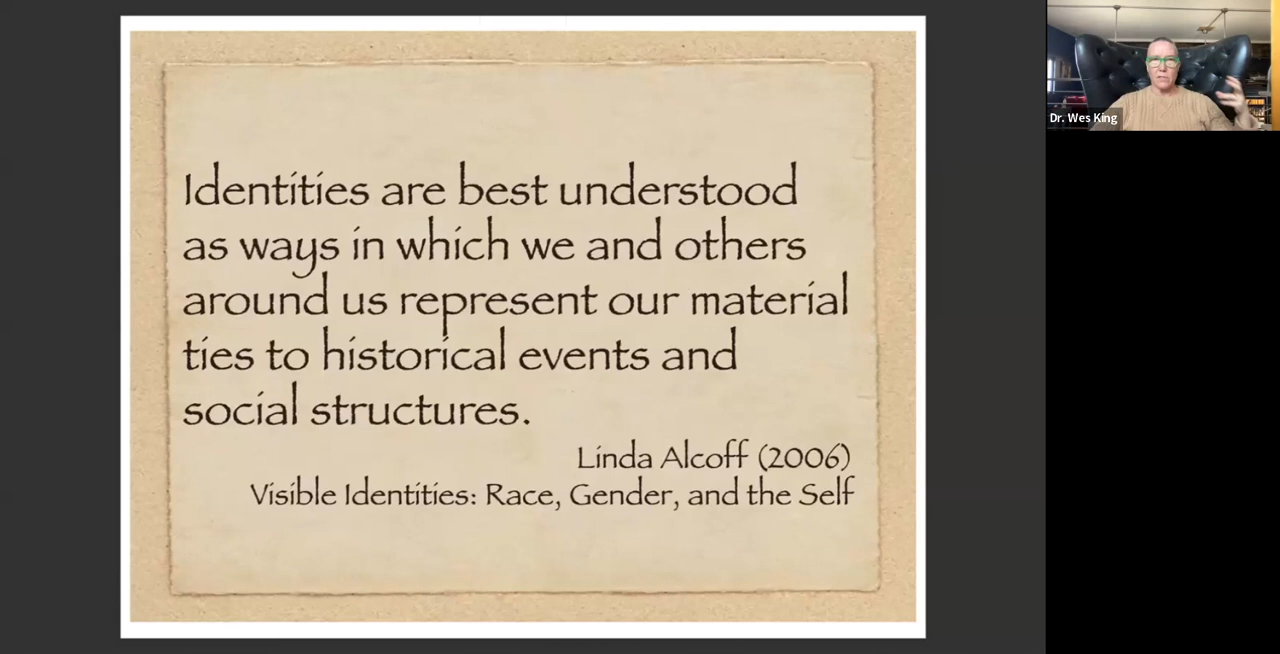 Identities are best understood
as ways in which we and others
around us represent our material
ties to historical events and
social structures.
Linda Alcoff (2006)
Visible Identities: Race, Gender, and the Self
Dr. Wes King